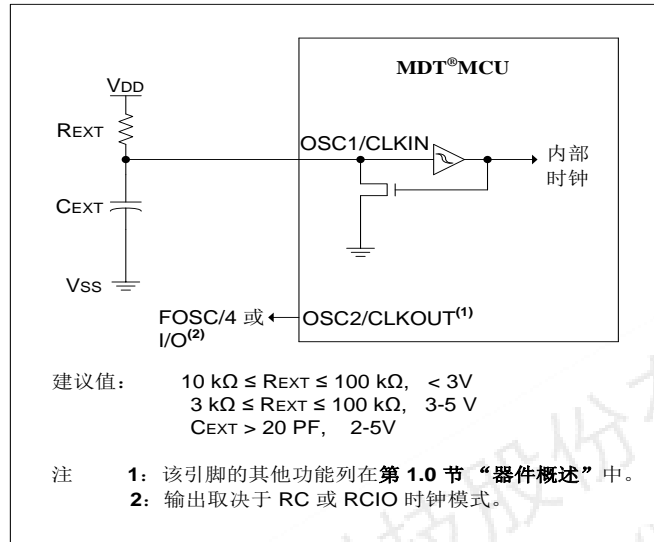 MDT®MCU
VDD
REXT
OSC1/CLKIN
内部
时钟
CEXT
VSS
FOSC/4 或
I/O(2)
OSC2/CLKOUT(1)
建议值： 10 kΩ ≤ REXT ≤ 100 kΩ, < 3V
3 kΩ ≤ REXT ≤ 100 kΩ, 3-5 V
CEXT > 20 PF, 2-5V
注 1：该引脚的其他功能列在第 1.0 节 “器件概述”中。
2：输出取决于 RC 或 RCIO 时钟模式。
技股份